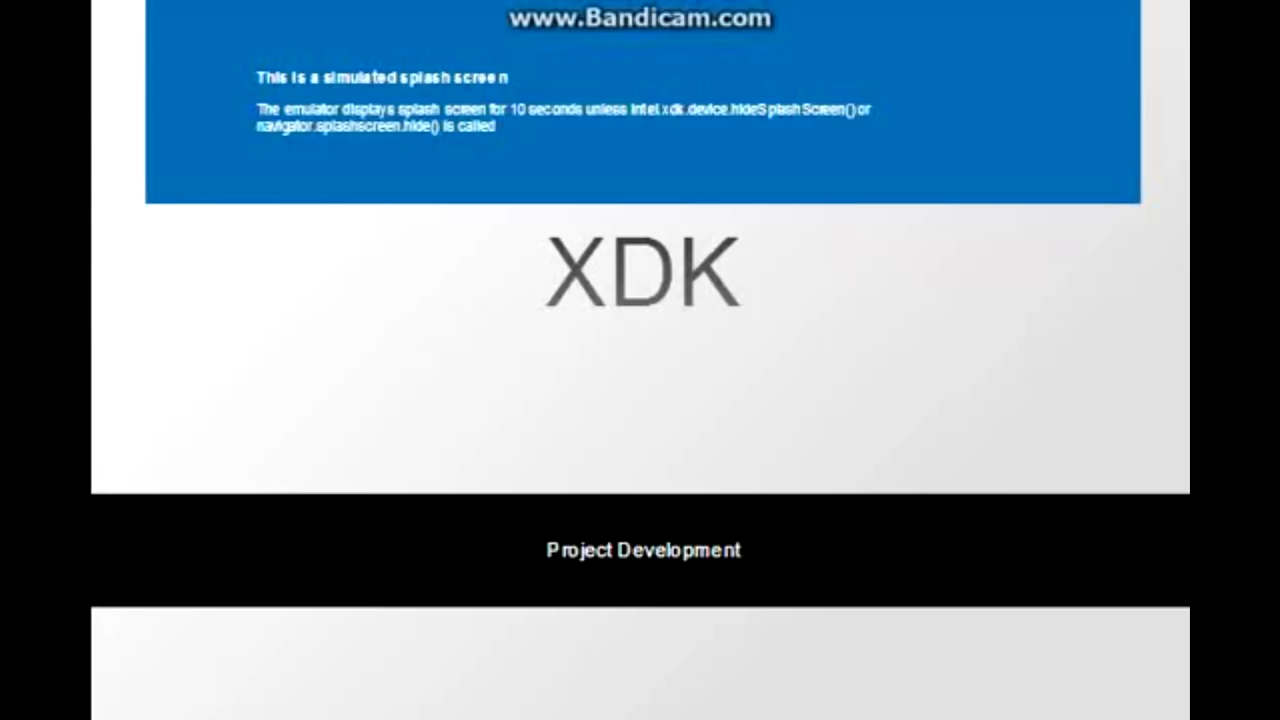 www.Bandicam.com
This is a simulated splash screen
The emulator displays splash screen for 10 seconds unless intel.xdk.device.hideSplashScreen() or
navigator.splashscreen.hide() is called
XDK
Project Development